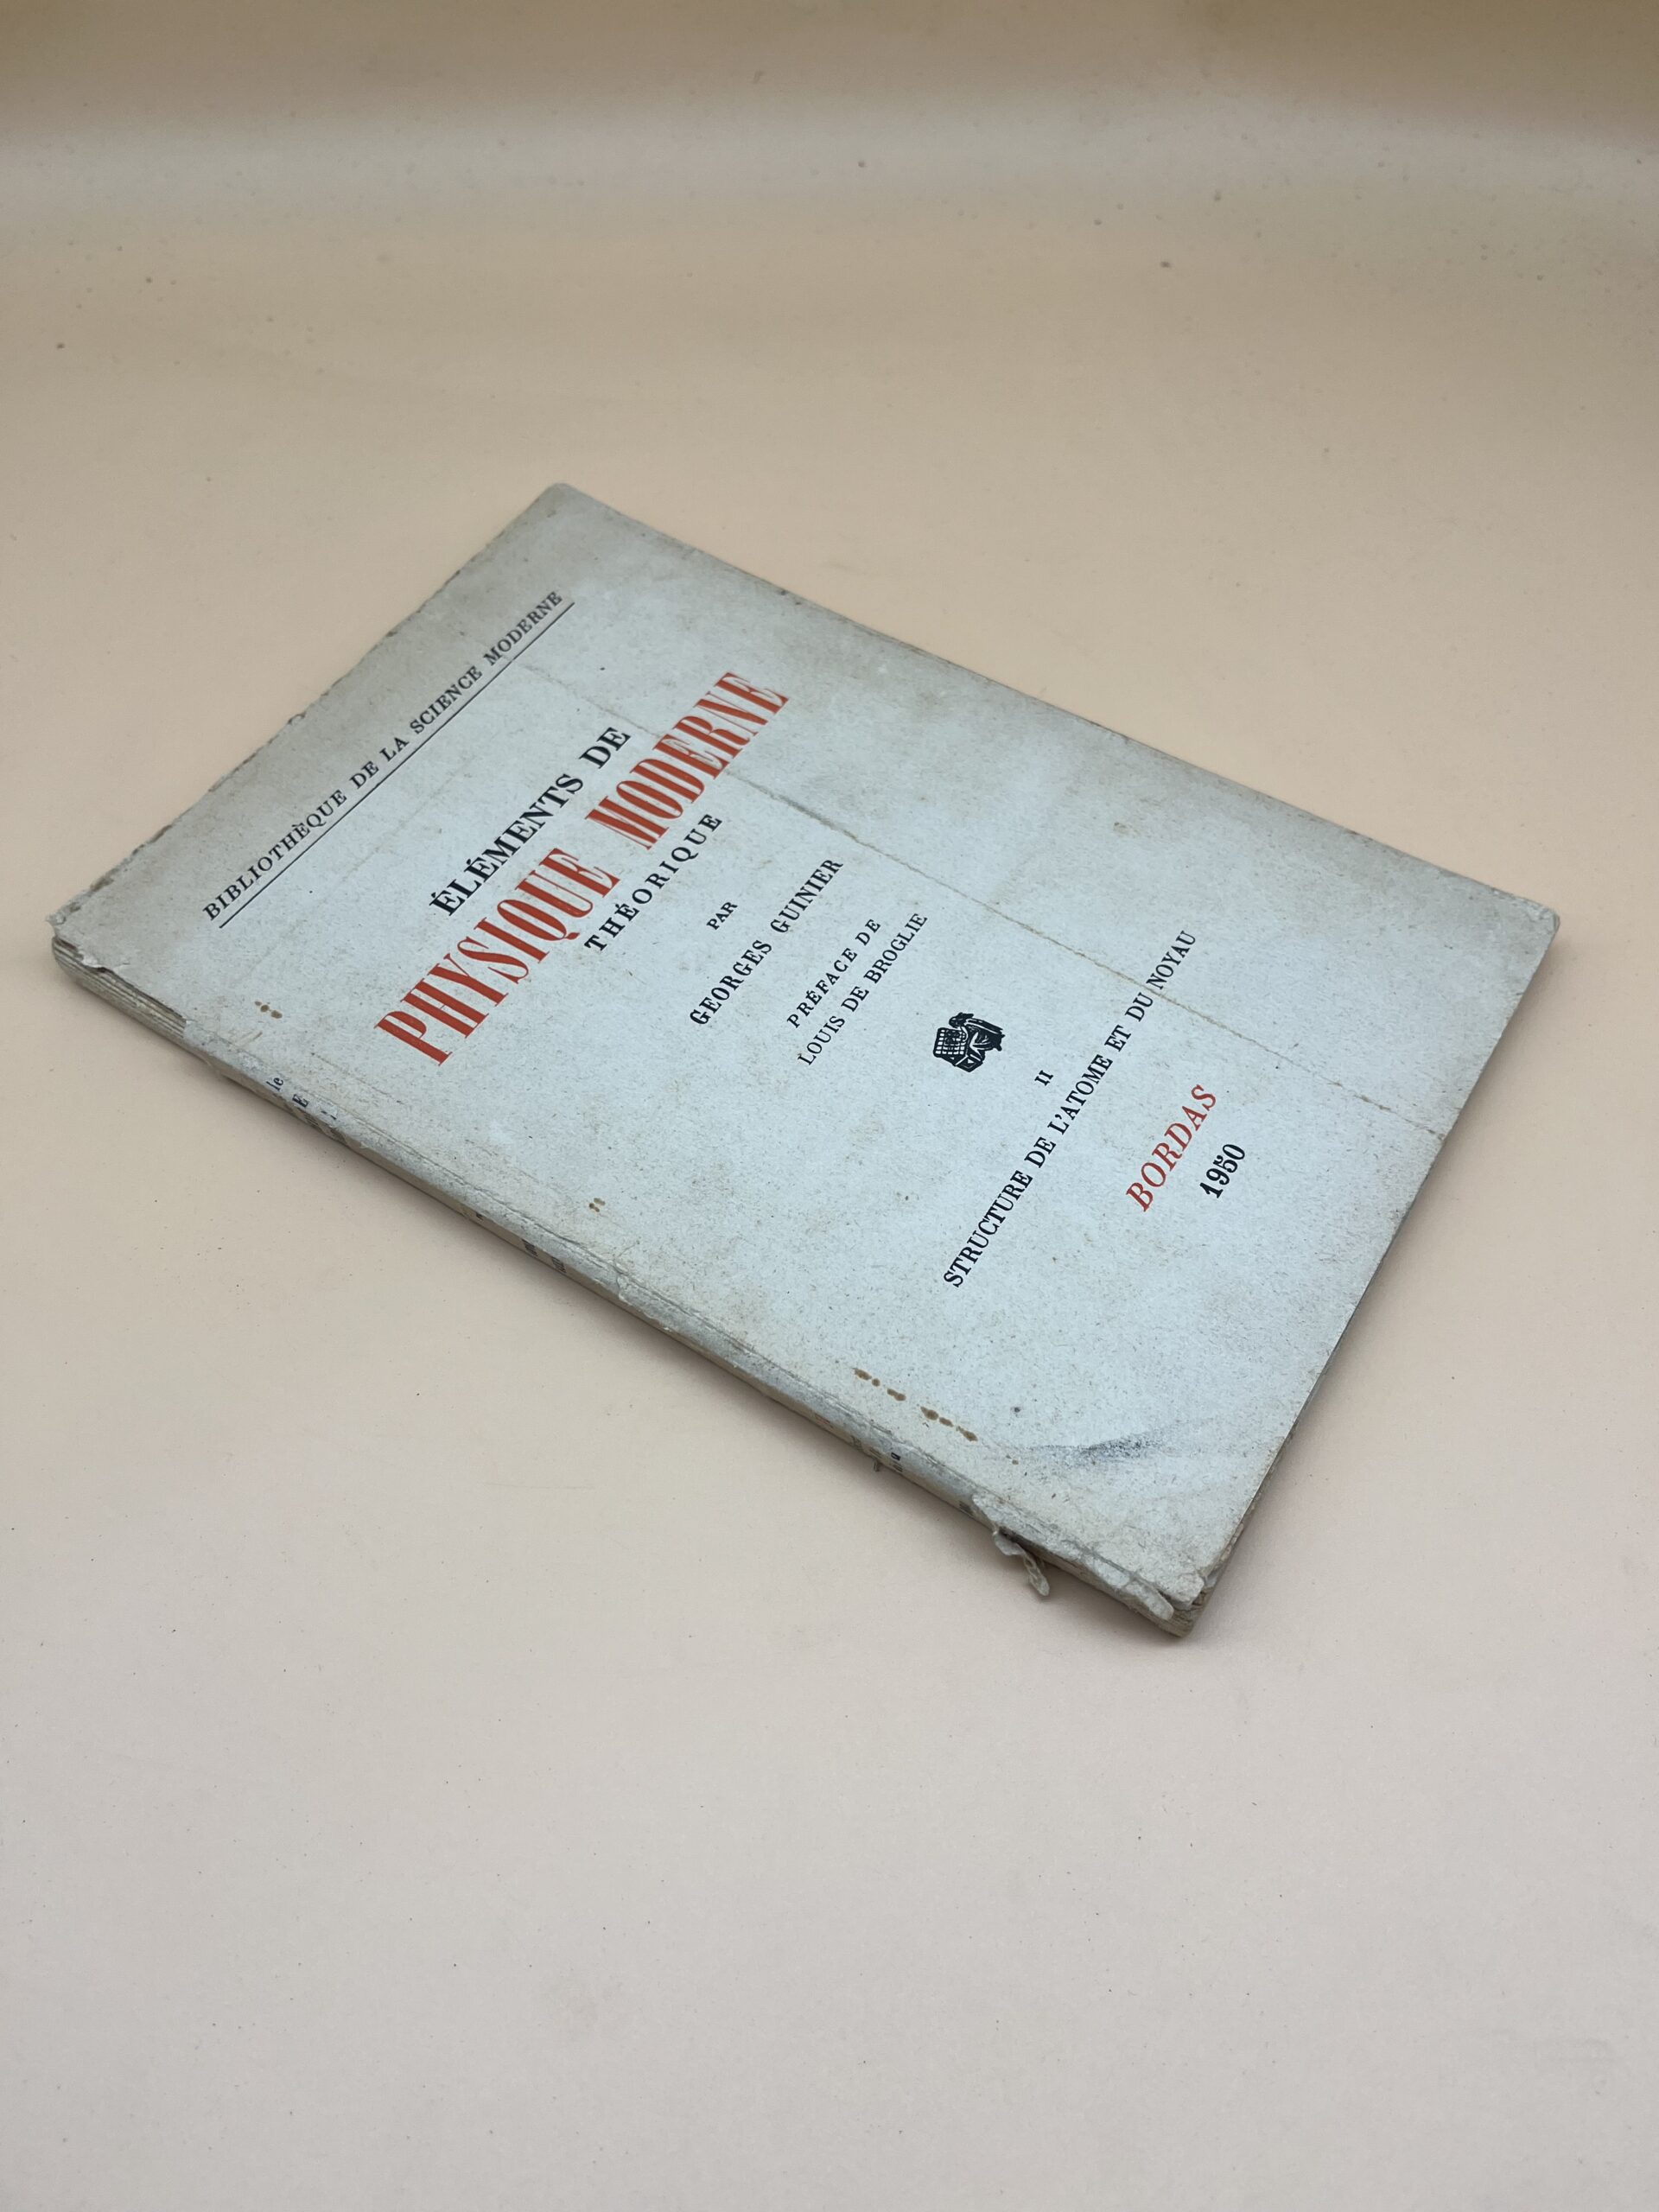 BIBLIOTHÈQUE DE LA SCIENCE MODERNE
ÉLÉMENTS DE
PHYSIQUE MODERNE
THÉORIQUE
PAR
GEORGES GUINIER
PRÉFACE DE
LOUIS DE BROGLIE
II
STRUCTURE DE L'ATOME ET DU NOYAU
BORDAS
1950